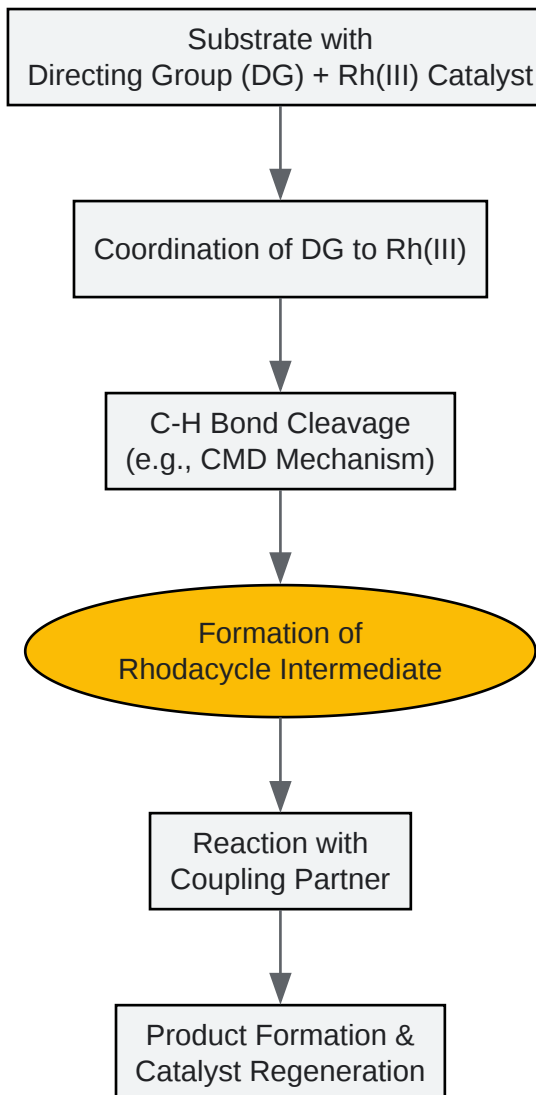 Substrate with
Directing Group (DG) + Rh(III) Catalyst
Coordination of DG to Rh(III)
C-H Bond Cleavage
(e.g., CMD Mechanism)
Formation of
Rhodacycle Intermediate
Reaction with
Coupling Partner
Product Formation &
Catalyst Regeneration